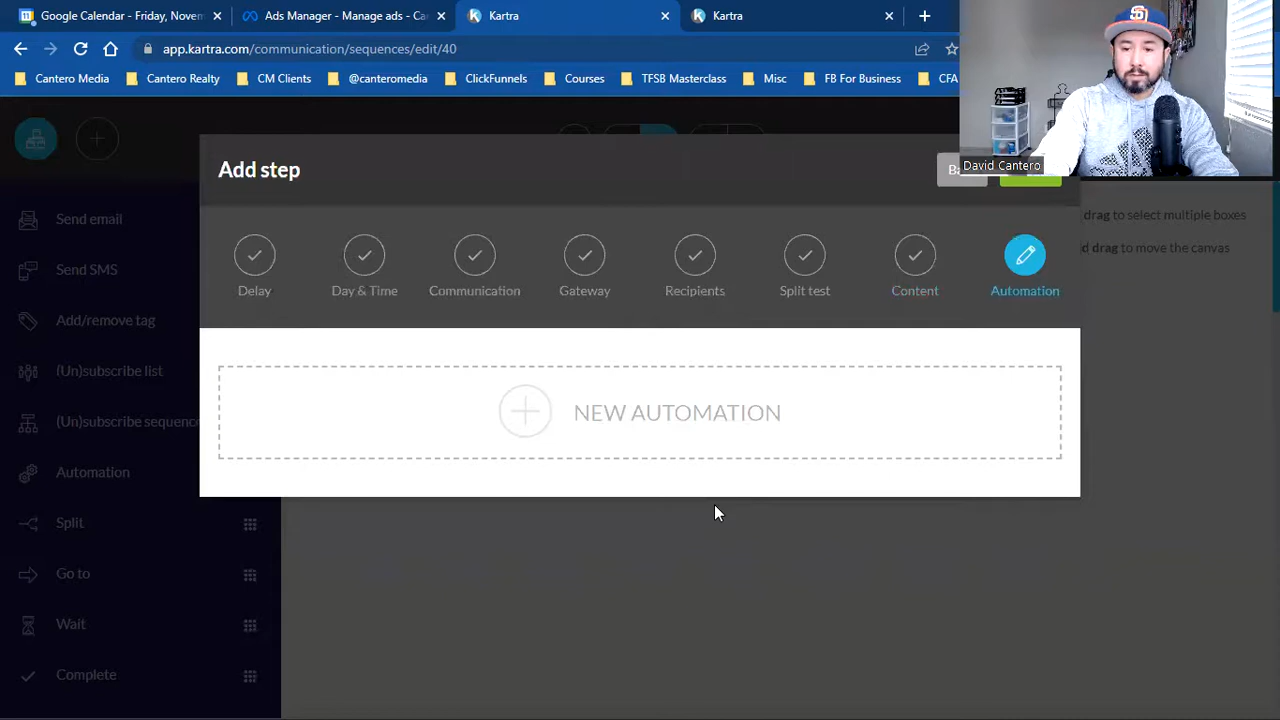 Google Calendar - Friday, Nover
Ads Manager - Manage ads - Ca
Kartra
Kartra
app.kartra.com/communication/sequences/edit/40
Cantero Media
Cantero Realty
CM Clients
@canteromedia
ClickFunnels
Courses
TFSB Masterclass
Misc
FB For Business
CFA
David Cantero
Add step
Send email
Send SMS
Add/remove tag
(Un)subscribe list
(Un)subscribe sequence
Automation
Split
Go to
Wait
Complete
Delay
Day & Time
Communication
Gateway
Recipients
Split test
Content
Automation
NEW AUTOMATION
drag to select multiple boxes
d drag to move the canvas